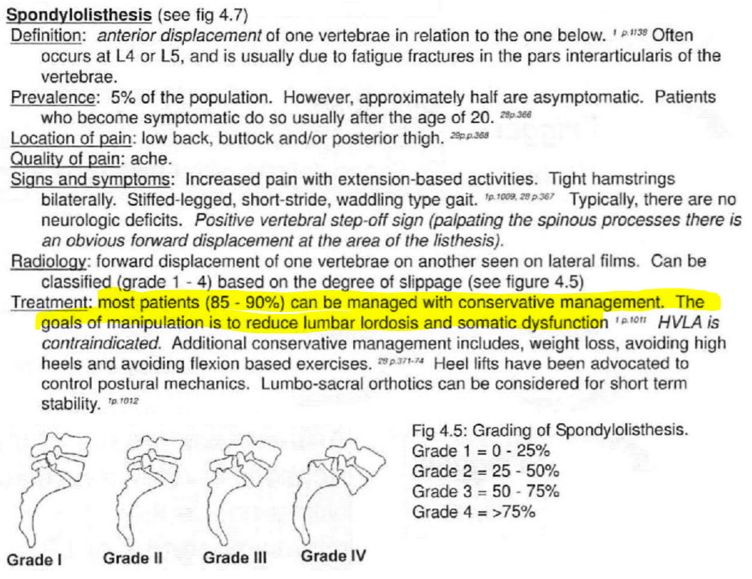 Spondylolisthesis (see fig 4.7)
Definition: anterior displacement of one vertebrae in relation to the one below. 1 p.1138 Often
occurs at L4 or L5, and is usually due to fatigue fractures in the pars interarticularis of the
vertebrae.
Prevalence: 5% of the population. However, approximately half are asymptomatic. Patients
who become symptomatic do so usually after the age of 20. 28p.366
Location of pain: low back, buttock and/or posterior thigh. 28p.p.368
Quality of pain: ache.
Signs and symptoms: Increased pain with extension-based activities. Tight hamstrings
bilaterally. Stiffed-legged, short-stride, waddling type gait. 1p.1009, 28 p.367 Typically, there are no
neurologic deficits. Positive vertebral step-off sign (palpating the spinous processes there is
an obvious forward displacement at the area of the listhesis).
Radiology: forward displacement of one vertebrae on another seen on lateral films. Can be
classified (grade 1 - 4) based on the degree of slippage (see figure 4.5)
Treatment: most patients (85 - 90%) can be managed with conservative management. The
goals of manipulation is to reduce lumbar lordosis and somatic dysfunction 1 p.1011 HVLA is
contraindicated. Additional conservative management includes, weight loss, avoiding high
heels and avoiding flexion based exercises. 28 p.371-74 Heel lifts have been advocated to
control postural mechanics. Lumbo-sacral orthotics can be considered for short term
stability. 1p.1012
Fig 4.5: Grading of Spondylolisthesis.
Grade 1 = 0 - 25%
Grade 2 = 25 - 50%
Grade 3 = 50 - 75%
Grade 4 = >75%
Grade I Grade II Grade III Grade IV